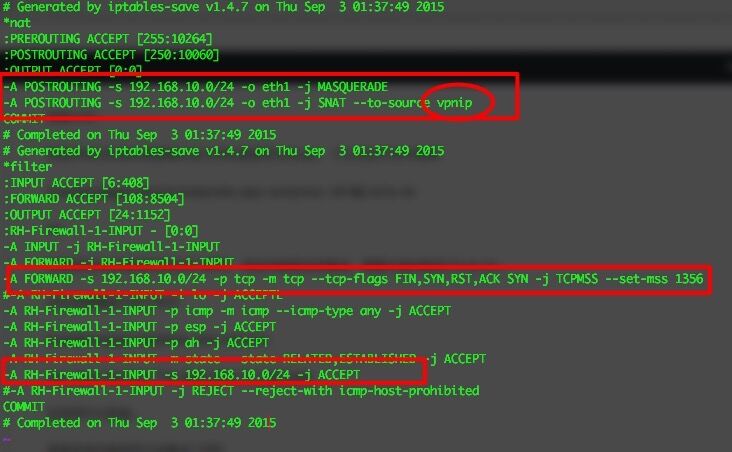 # Generated by iptables-save v1.4.7 on Thu Sep  3 01:37:49 2015
*nat
:PREROUTING ACCEPT [255:10264]
:POSTROUTING ACCEPT [250:10060]
:OUTPUT ACCEPT [0:0]
-A POSTROUTING -s 192.168.10.0/24 -o eth1 -j MASQUERADE
-A POSTROUTING -s 192.168.10.0/24 -o eth1 -j SNAT --to-source vpnip
COMMIT
# Completed on Thu Sep  3 01:37:49 2015
# Generated by iptables-save v1.4.7 on Thu Sep  3 01:37:49 2015
*filter
:INPUT ACCEPT [6:408]
:FORWARD ACCEPT [108:8504]
:OUTPUT ACCEPT [24:1152]
:RH-Firewall-1-INPUT - [0:0]
-A INPUT -j RH-Firewall-1-INPUT
-A FORWARD -j RH-Firewall-1-INPUT
-A FORWARD -s 192.168.10.0/24 -p tcp -m tcp --tcp-flags FIN,SYN,RST,ACK SYN -j TCPMSS --set-mss 1356
#-A RH-Firewall-1-INPUT -i lo -j ACCEPTE
-A RH-Firewall-1-INPUT -p icmp -m icmp --icmp-type any -j ACCEPT
-A RH-Firewall-1-INPUT -p esp -j ACCEPT
-A RH-Firewall-1-INPUT -p ah -j ACCEPT
-A RH-Firewall-1-INPUT -m state --state RELATED,ESTABLISHED -j ACCEPT
-A RH-Firewall-1-INPUT -s 192.168.10.0/24 -j ACCEPT
#-A RH-Firewall-1-INPUT -j REJECT --reject-with icmp-host-prohibited
COMMIT
# Completed on Thu Sep  3 01:37:49 2015
~